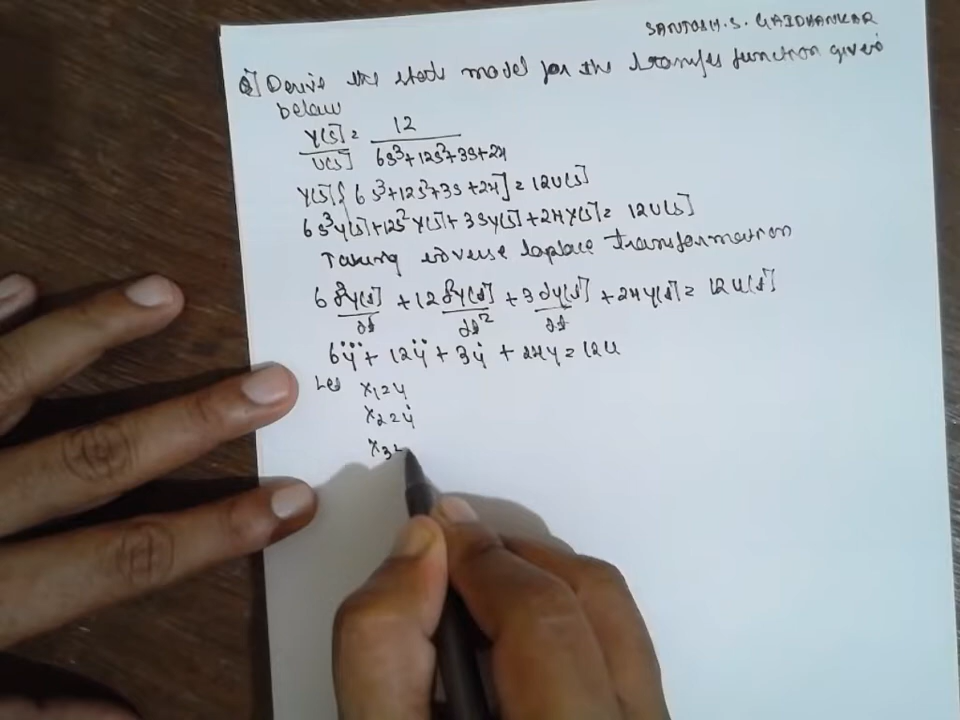 SANTOSH.S. GAIDHANKAR
Q] Derive the state model for the transfer function given
below
Y[s]/U[s] = 12/(6s³+12s²+3s+24)
Y[s]{6s³+12s²+3s+24] = 12U[s]
6s³Y[s]+12s²Y[s]+3sY[s]+24Y[s] = 12U[s]
Taking inverse laplace transformation
6 d³y[t]/dt + 12 d²y[t]/dt² + 3 dy[t]/dt + 24y[t] = 12u[t]
6y⃛ + 12ÿ + 3ẏ + 24y = 12u
Let x₁=y
x₂=ẏ
x₃=